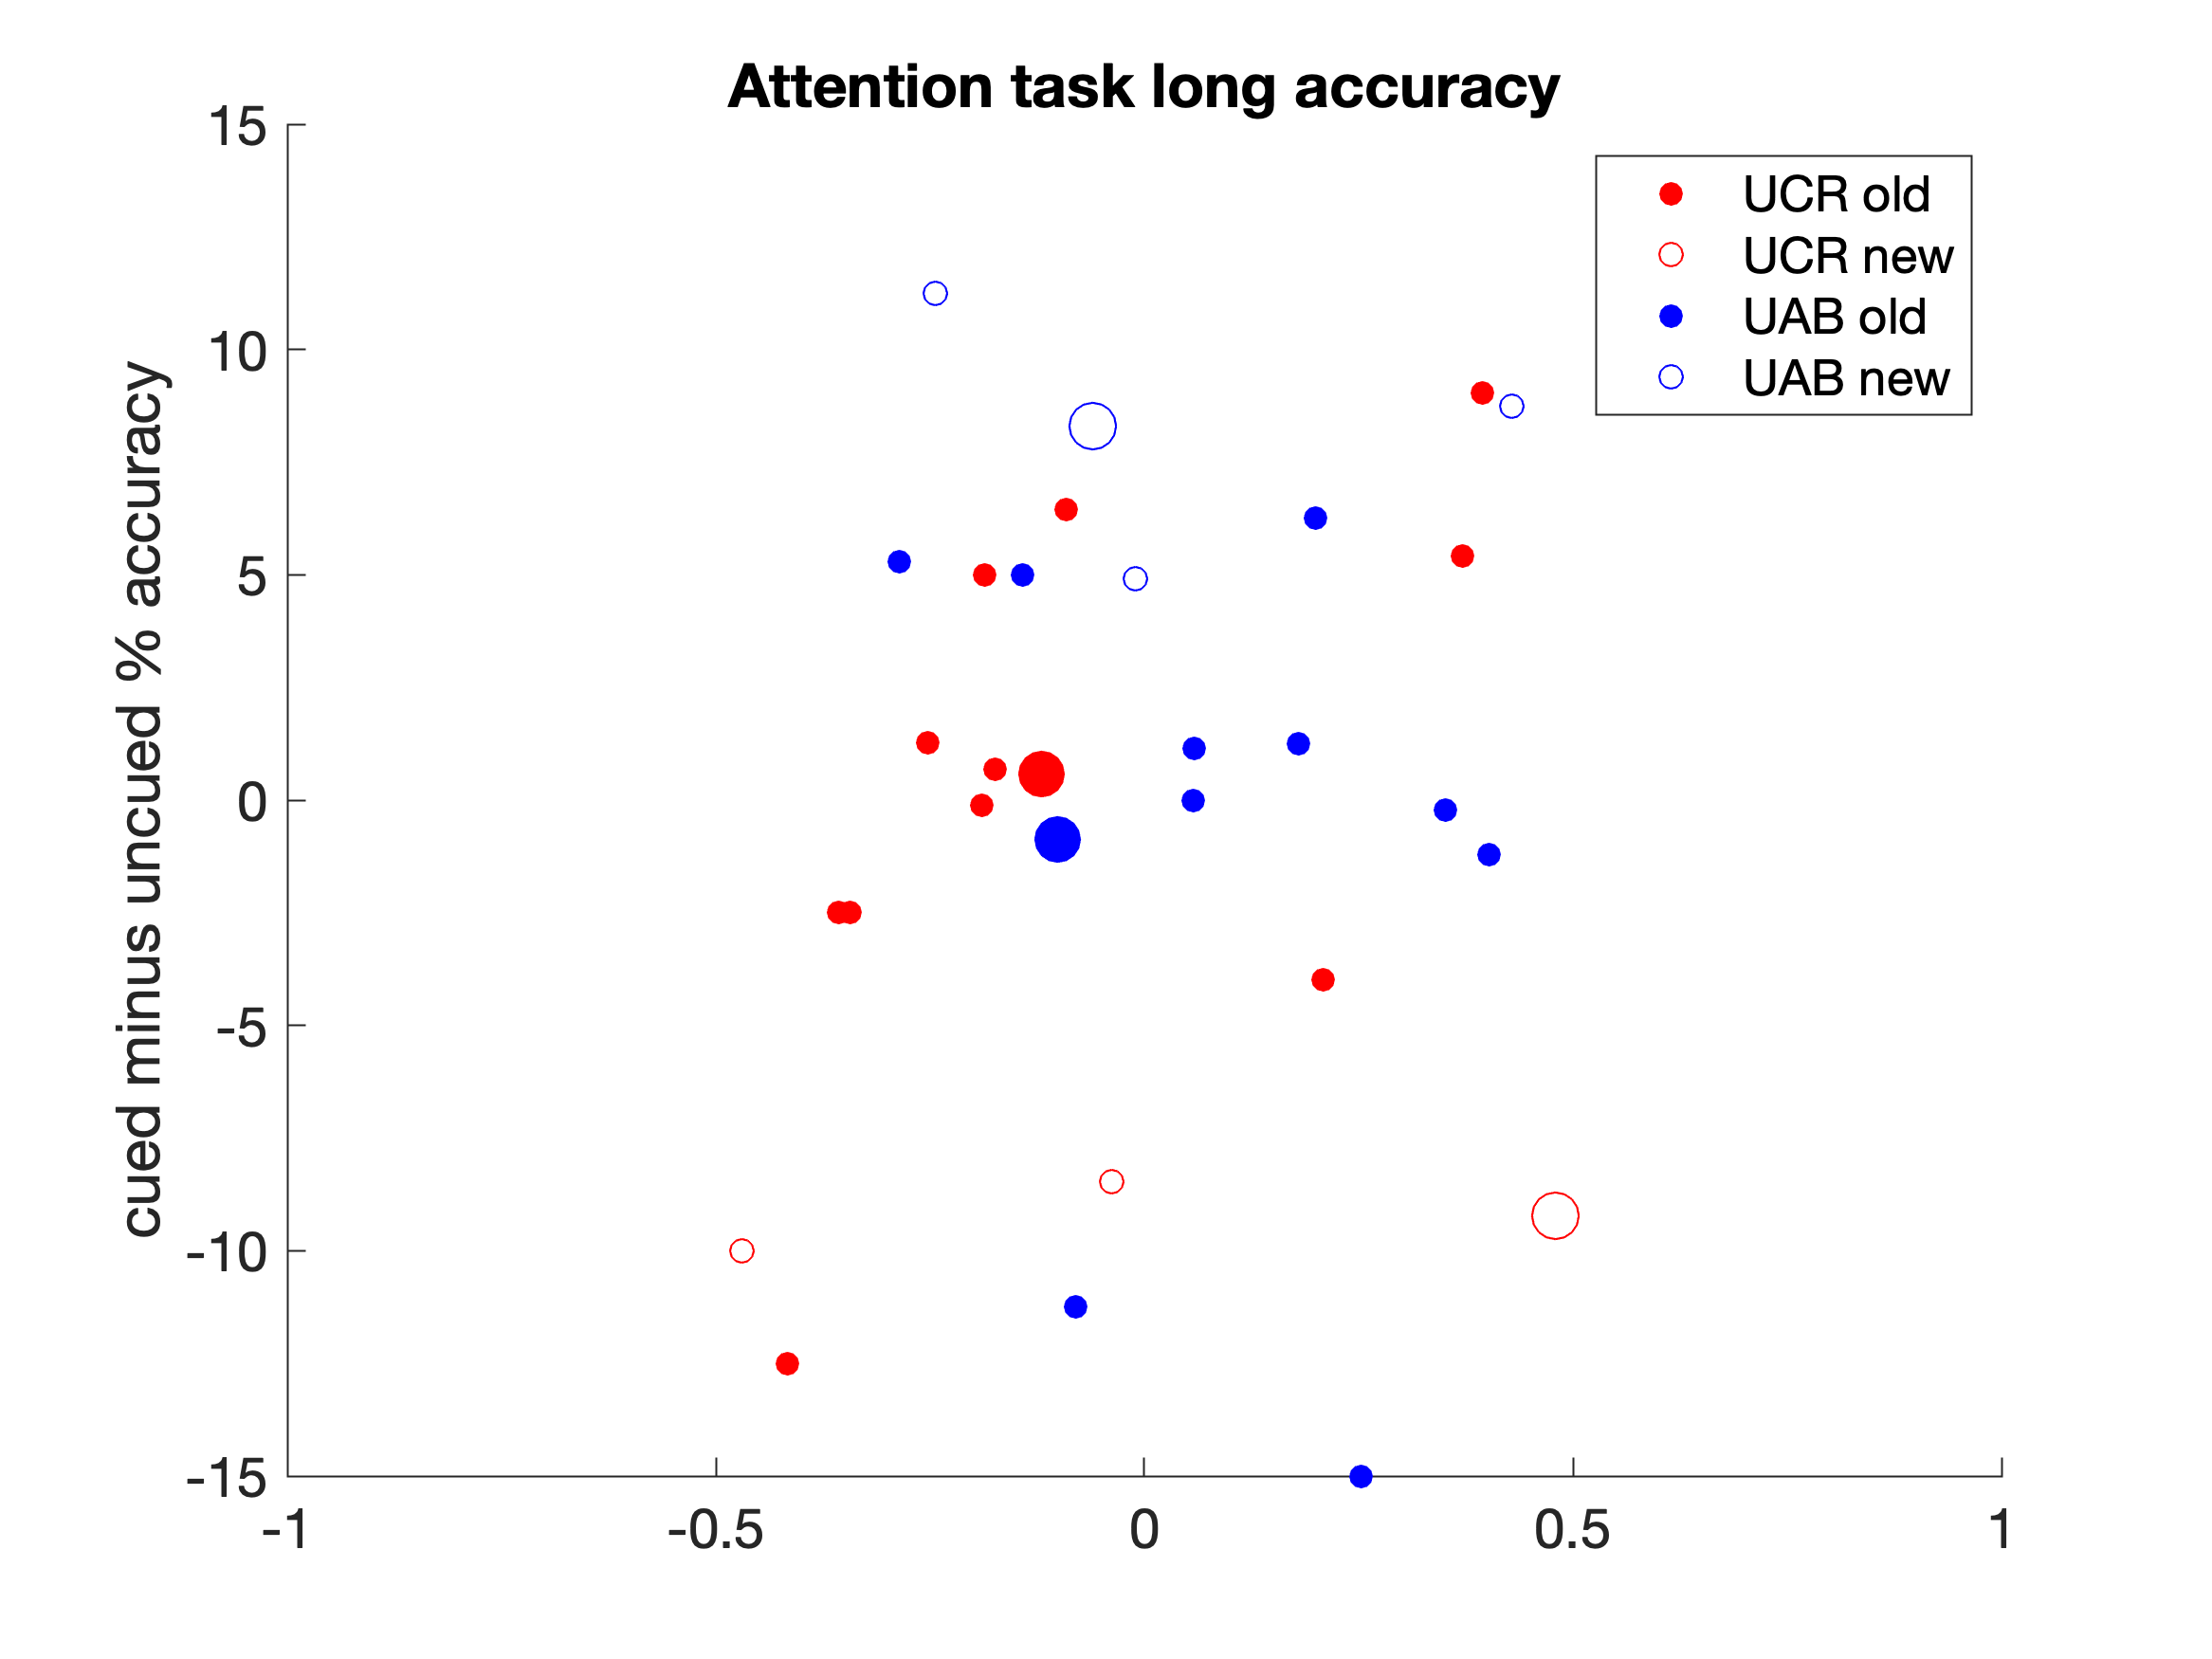 Attention task long accuracy
15
10
5
0
-5
-10
-15
cued minus uncued % accuracy
-1
-0.5
0
0.5
1
UCR old
UCR new
UAB old
UAB new